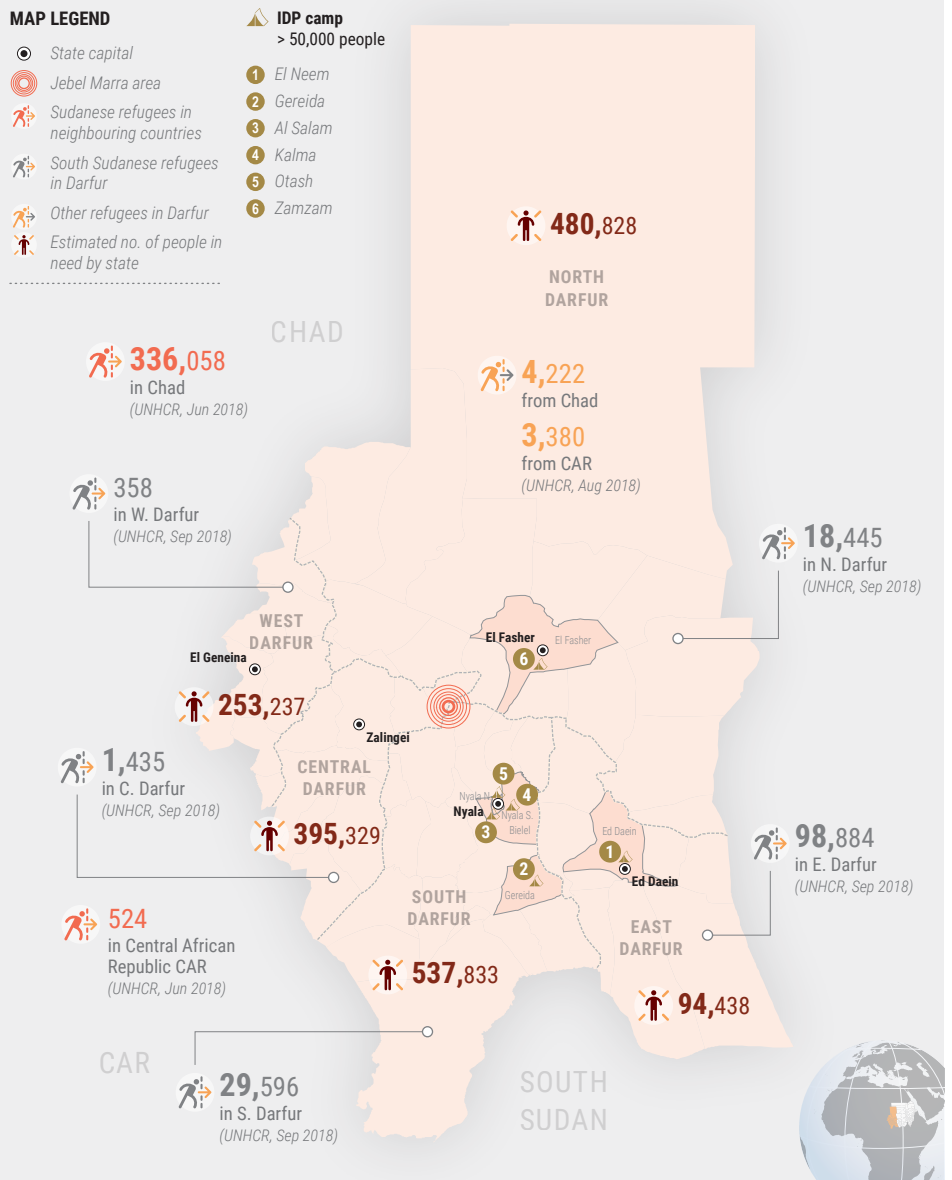 MAP LEGEND
State capital
Jebel Marra area
Sudanese refugees in
neighbouring countries
South Sudanese refugees
in Darfur
Other refugees in Darfur
Estimated no. of people in
need by state
IDP camp
> 50,000 people
1 El Neem
2 Gereida
3 Al Salam
4 Kalma
5 Otash
6 Zamzam
480,828
NORTH
DARFUR
CHAD
336,058
in Chad
(UNHCR, Jun 2018)
4,222
from Chad
3,380
from CAR
(UNHCR, Aug 2018)
358
in W. Darfur
(UNHCR, Sep 2018)
18,445
in N. Darfur
(UNHCR, Sep 2018)
WEST
DARFUR
El Geneina
El Fasher
El Fasher
6
253,237
Zalingei
1,435
in C. Darfur
(UNHCR, Sep 2018)
CENTRAL
DARFUR
395,329
5
Nyala N.
4
Nyala
Nyala S.
3
Bielel
Ed Daein
1
Ed Daein
2
Gereida
98,884
in E. Darfur
(UNHCR, Sep 2018)
SOUTH
DARFUR
EAST
DARFUR
524
in Central African
Republic CAR
(UNHCR, Jun 2018)
537,833
94,438
CAR
29,596
in S. Darfur
(UNHCR, Sep 2018)
SOUTH
SUDAN